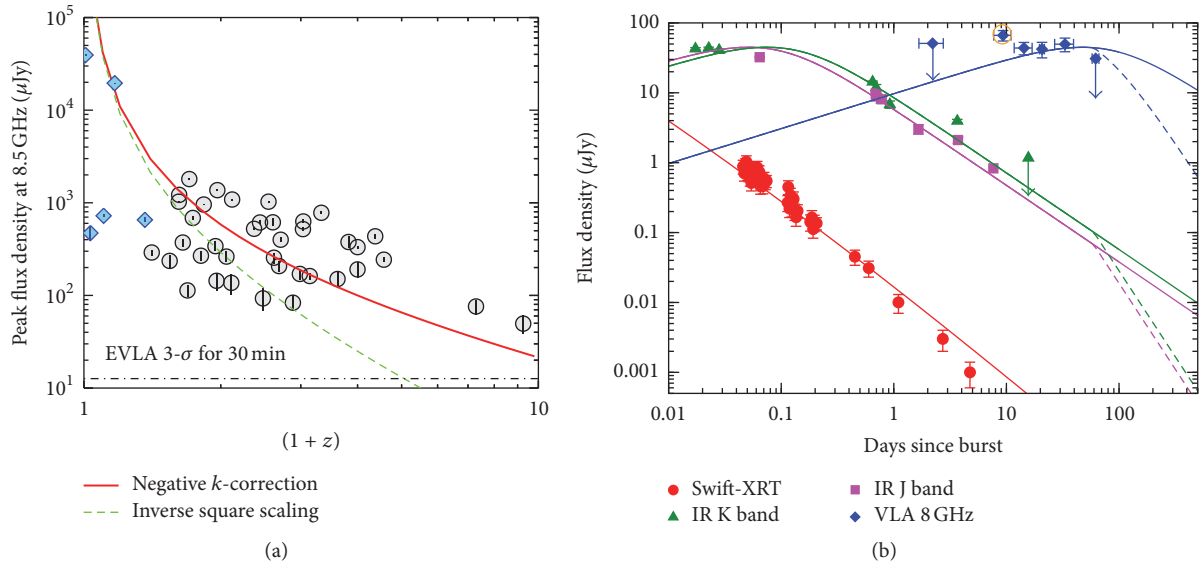 Peak flux density at 8.5 GHz (μJy)
10^5
10^4
10^3
10^2
10^1
EVLA 3-σ for 30 min
1
10
(1 + z)
Negative k-correction
Inverse square scaling
(a)
Flux density (μJy)
100
10
1
0.1
0.01
0.001
0.01
0.1
1
10
100
Days since burst
Swift-XRT
IR K band
IR J band
VLA 8 GHz
(b)